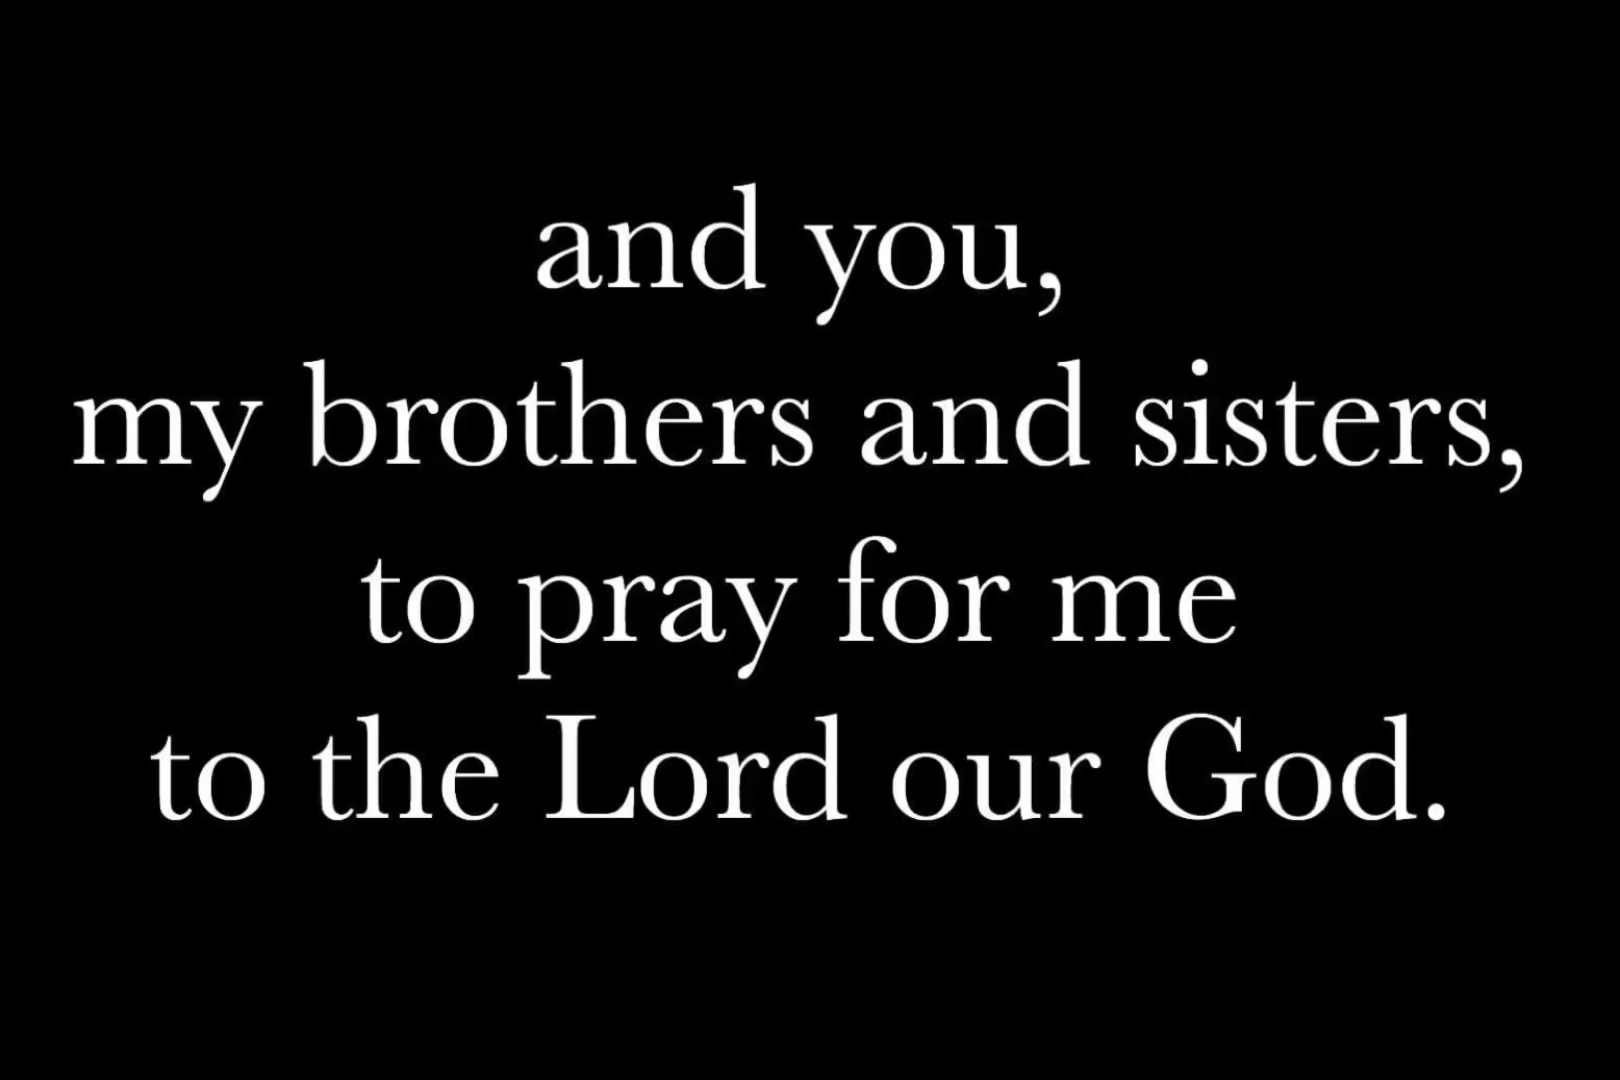 and you,
my brothers and sisters,
to pray for me
to the Lord our God.